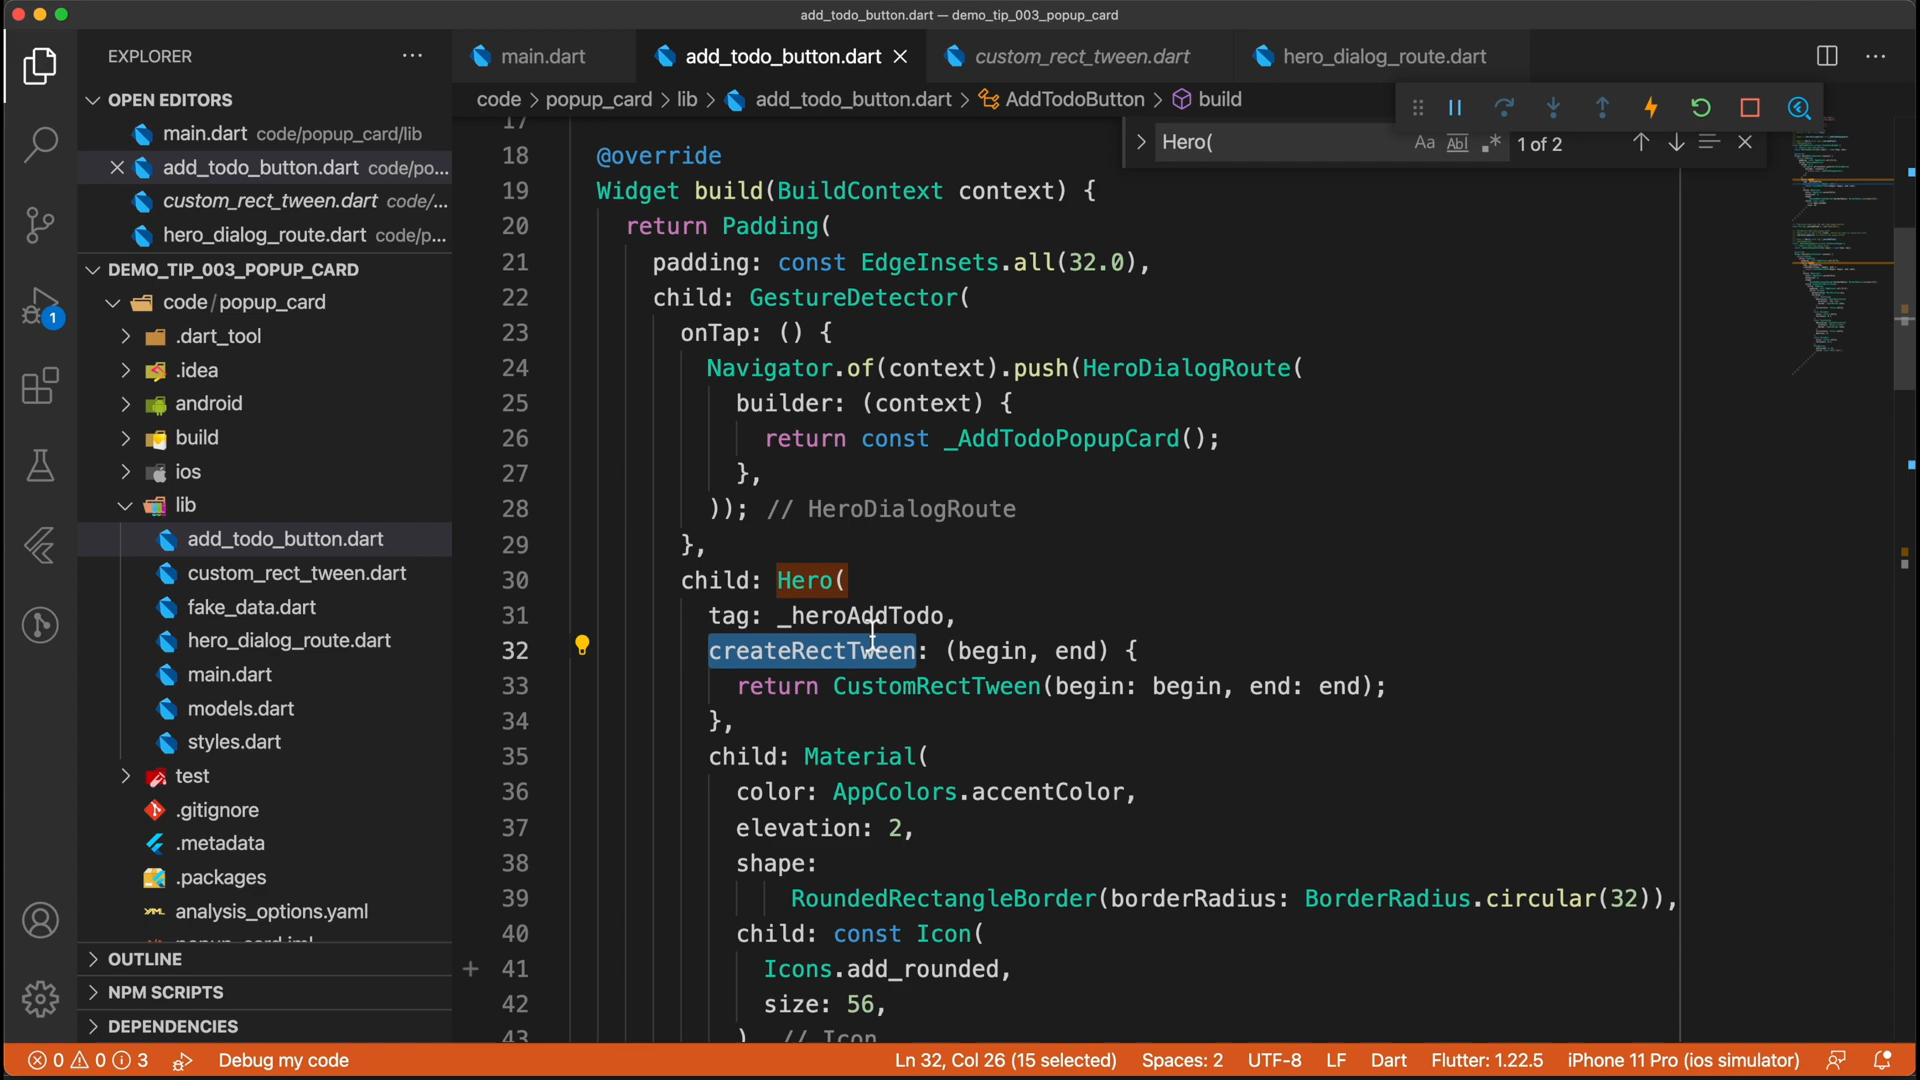 add_todo_button.dart — demo_tip_003_popup_card
EXPLORER
main.dart
add_todo_button.dart
custom_rect_tween.dart
hero_dialog_route.dart
OPEN EDITORS
code > popup_card > lib > add_todo_button.dart > AddTodoButton > build
main.dart code/popup_card/lib
Hero(
Aa
Abl
1 of 2
add_todo_button.dart code/po...
custom_rect_tween.dart code/...
hero_dialog_route.dart code/p...
DEMO_TIP_003_POPUP_CARD
code/popup_card
.dart_tool
.idea
android
build
ios
lib
add_todo_button.dart
custom_rect_tween.dart
fake_data.dart
hero_dialog_route.dart
main.dart
models.dart
styles.dart
test
.gitignore
.metadata
.packages
analysis_options.yaml
OUTLINE
NPM SCRIPTS
DEPENDENCIES
1
17
18 @override
19 Widget build(BuildContext context) {
20 return Padding(
21 padding: const EdgeInsets.all(32.0),
22 child: GestureDetector(
23 onTap: () {
24 Navigator.of(context).push(HeroDialogRoute(
25 builder: (context) {
26 return const _AddTodoPopupCard();
27 },
28 )); // HeroDialogRoute
29 },
30 child: Hero(
31 tag: _heroAddTodo,
32 createRectTween: (begin, end) {
33 return CustomRectTween(begin: begin, end: end);
34 },
35 child: Material(
36 color: AppColors.accentColor,
37 elevation: 2,
38 shape:
39 RoundedRectangleBorder(borderRadius: BorderRadius.circular(32)),
40 child: const Icon(
41 Icons.add_rounded,
42 size: 56,
43 ) // Icon
0 0 3 Debug my code Ln 32, Col 26 (15 selected) Spaces: 2 UTF-8 LF Dart Flutter: 1.22.5 iPhone 11 Pro (ios simulator)